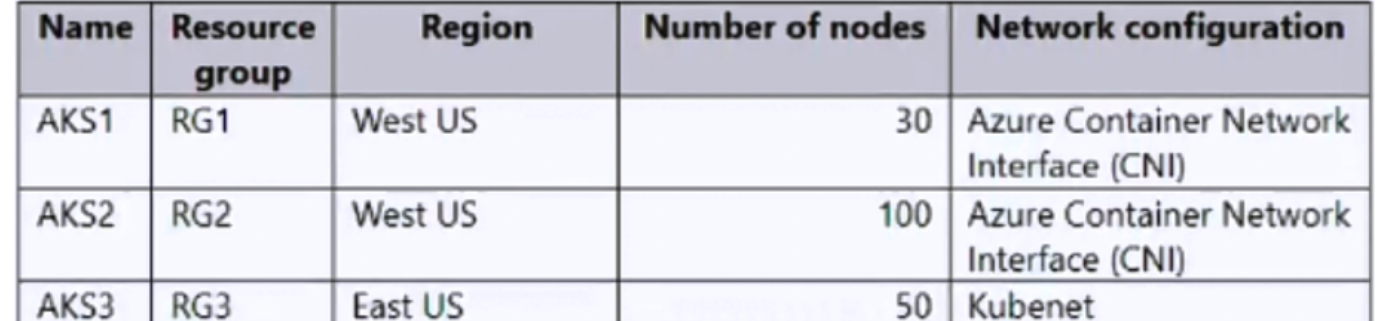 Name Resource group Region Number of nodes Network configuration
AKS1 RG1 West US 30 Azure Container Network
Interface (CNI)
AKS2 RG2 West US 100 Azure Container Network
Interface (CNI)
AKS3 RG3 East US 50 Kubenet